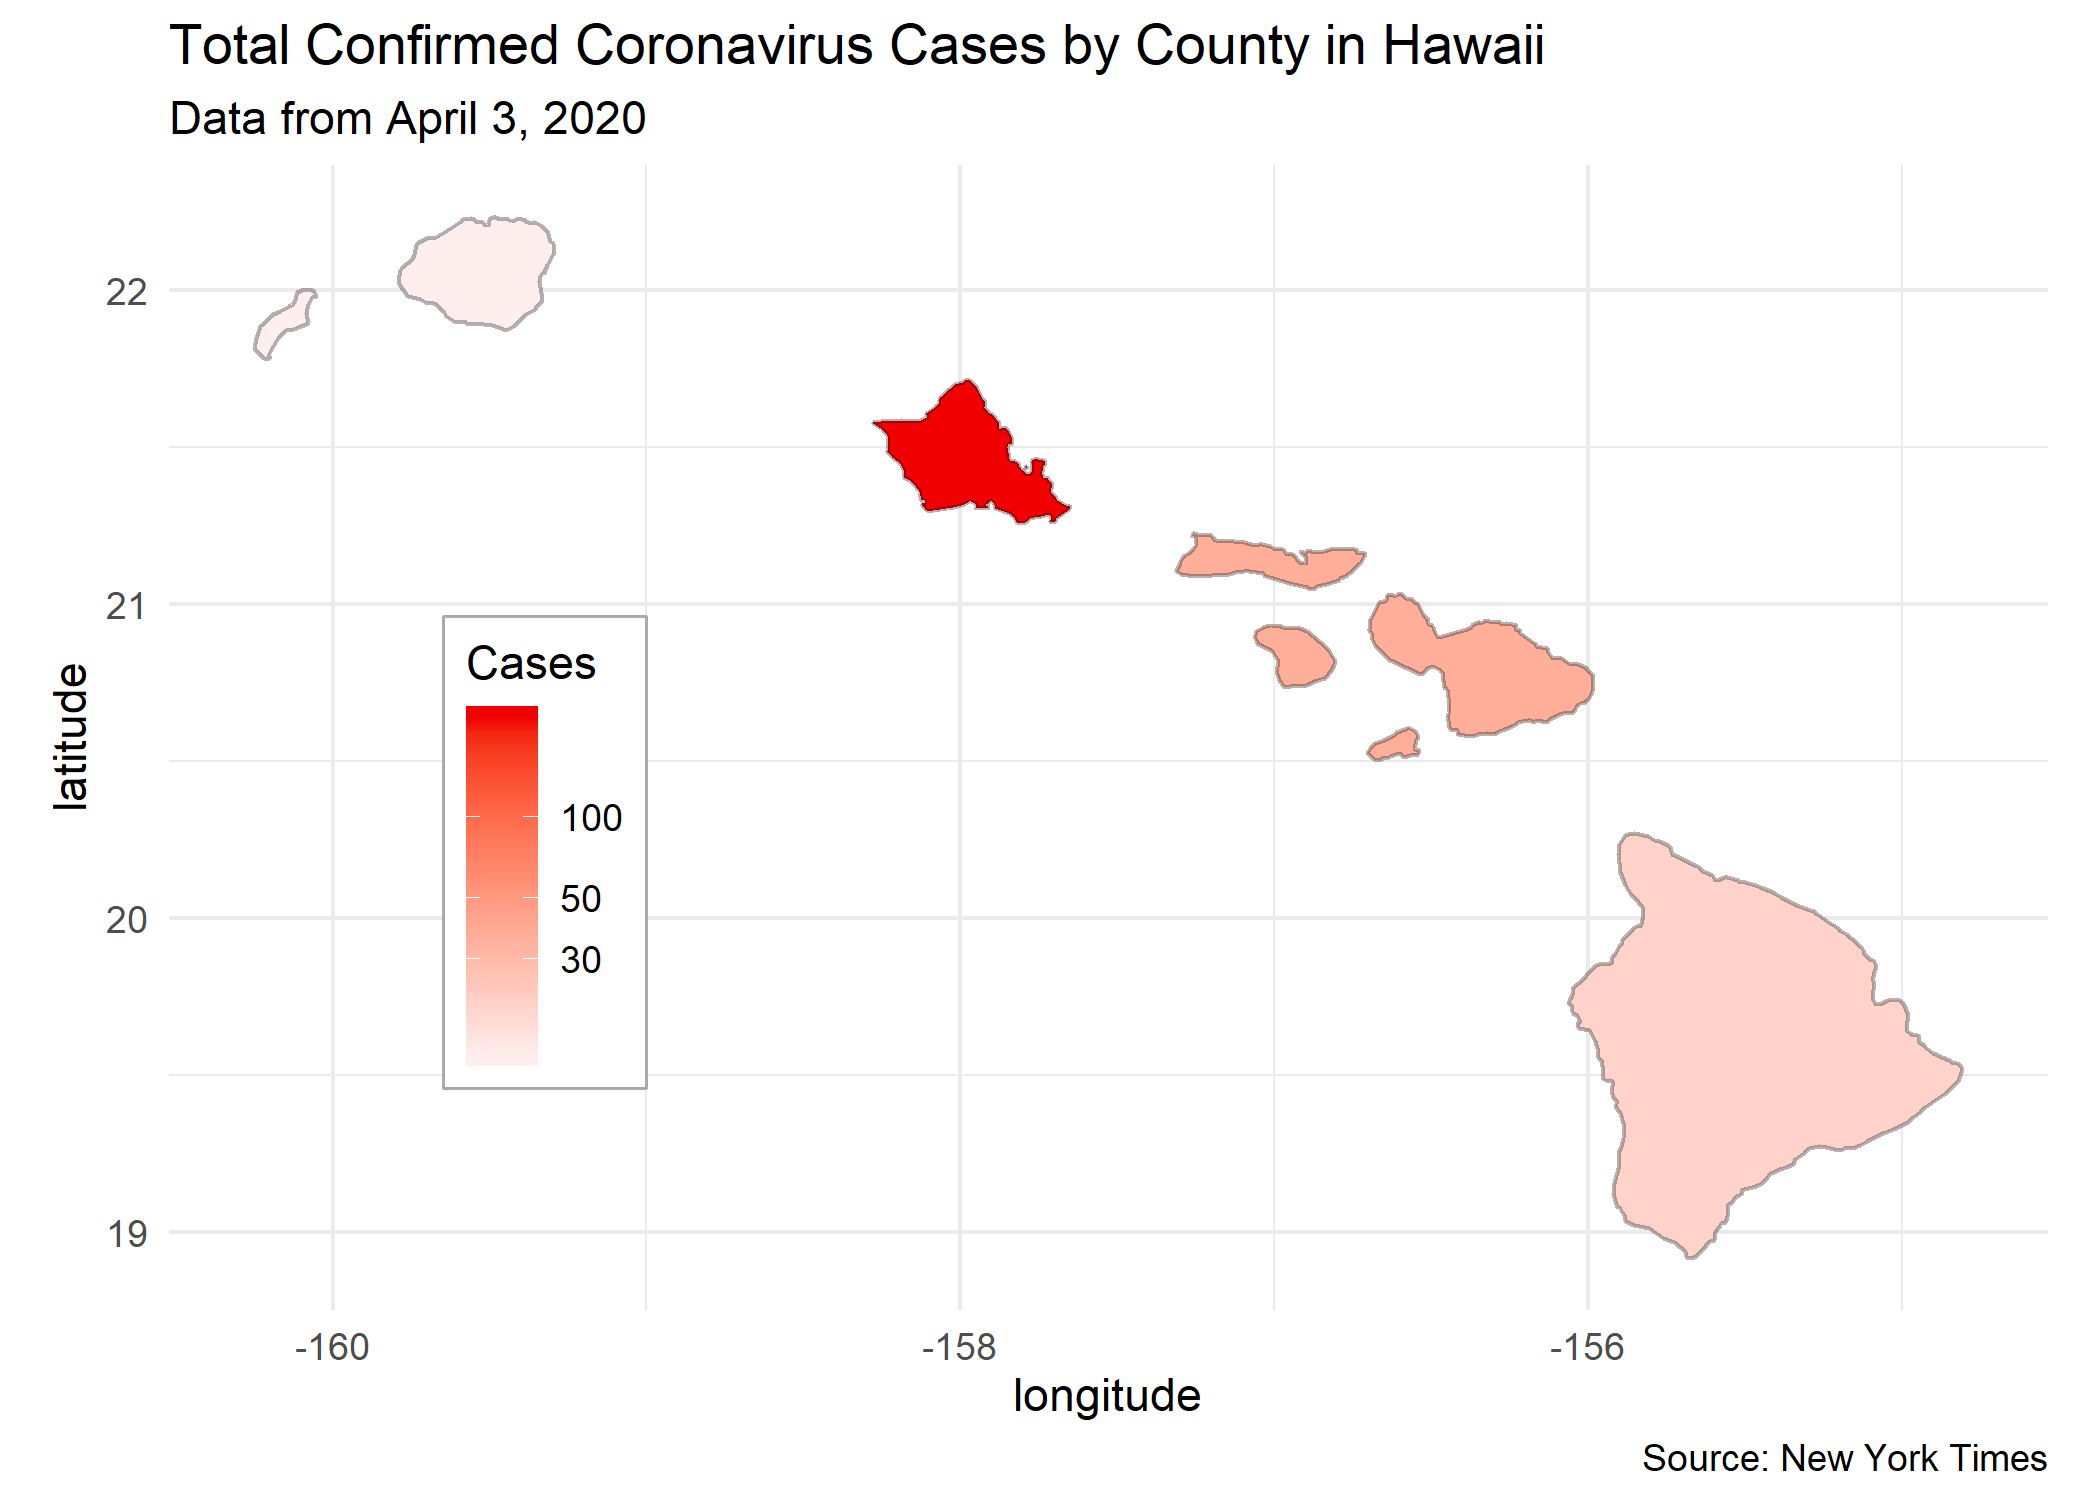 Total Confirmed Coronavirus Cases by County in Hawaii
Data from April 3, 2020
22
21
20
19
latitude
Cases
100
50
30
-160
-158
-156
longitude
Source: New York Times